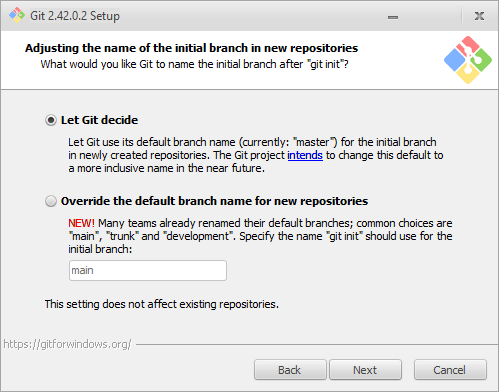 Git 2.42.0.2 Setup
Adjusting the name of the initial branch in new repositories
What would you like Git to name the initial branch after "git init"?
Let Git decide
Let Git use its default branch name (currently: "master") for the initial branch
in newly created repositories. The Git project intends to change this default to
a more inclusive name in the near future.
Override the default branch name for new repositories
NEW! Many teams already renamed their default branches; common choices are
"main", "trunk" and "development". Specify the name "git init" should use for the
initial branch:
main
This setting does not affect existing repositories.
https://gitforwindows.org/
Back
Next
Cancel